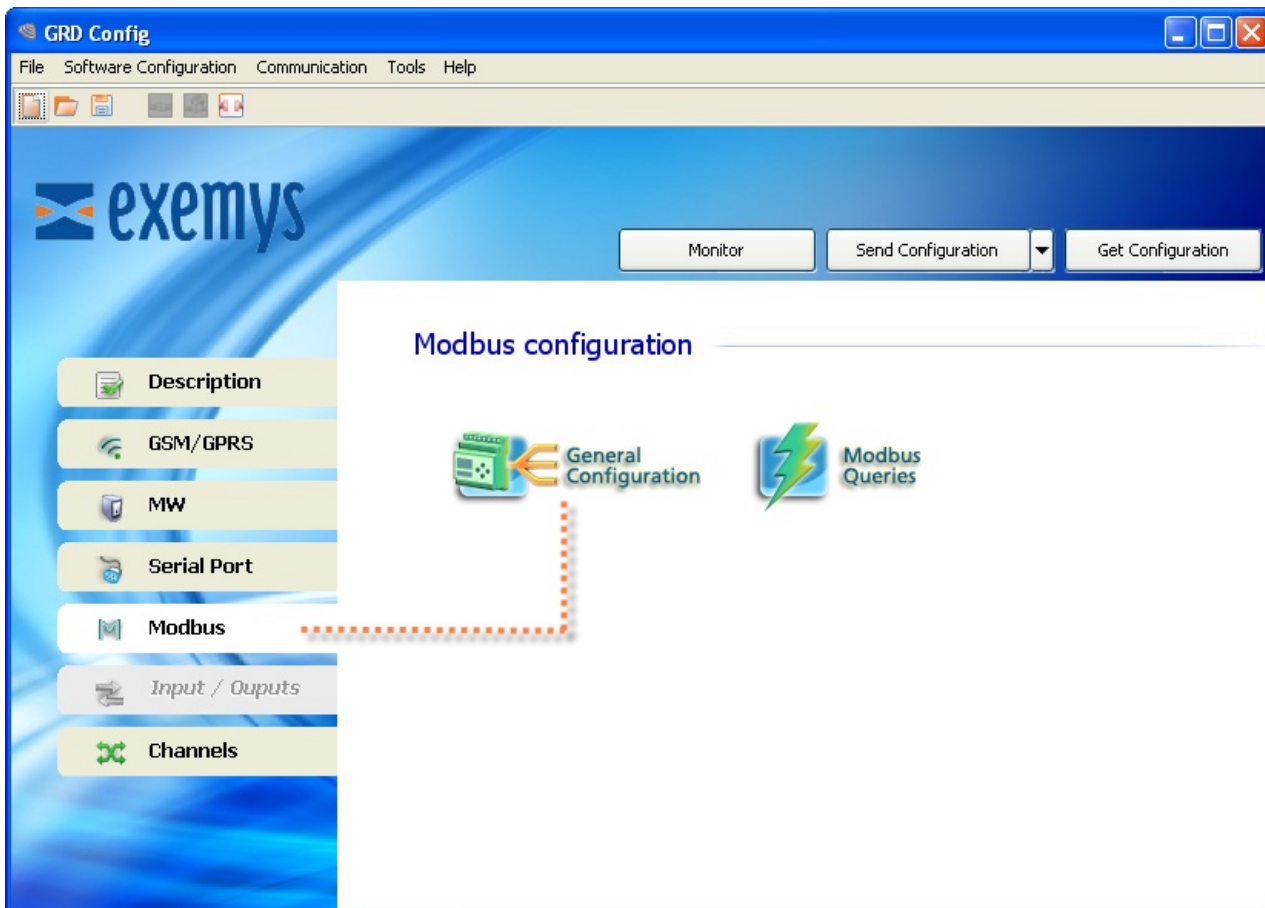 GRD Config
File Software Configuration Communication Tools Help
exemys
Monitor Send Configuration Get Configuration
Modbus configuration
Description
GSM/GPRS
MW
Serial Port
Modbus
Input / Ouputs
Channels
General
Configuration
Modbus
Queries